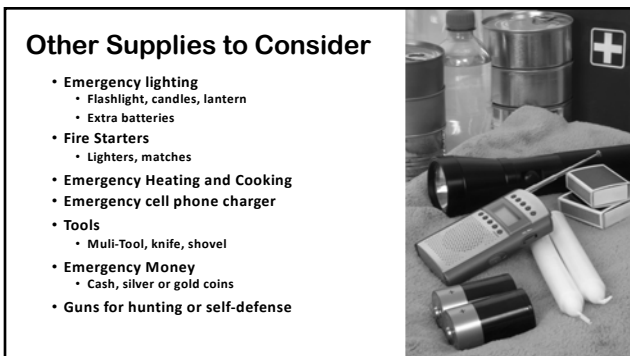 Other Supplies to Consider
• Emergency lighting
• Flashlight, candles, lantern
• Extra batteries
• Fire Starters
• Lighters, matches
• Emergency Heating and Cooking
• Emergency cell phone charger
• Tools
• Muli-Tool, knife, shovel
• Emergency Money
• Cash, silver or gold coins
• Guns for hunting or self-defense